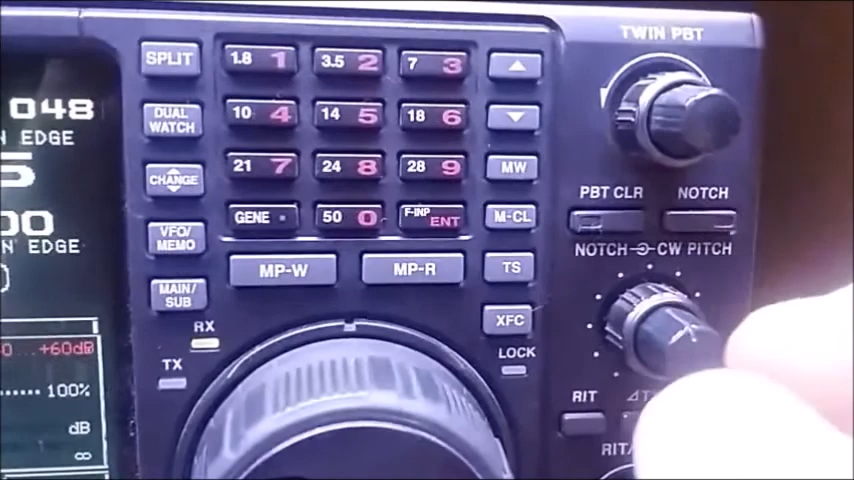 048
EDGE
5
00
N EDGE
+60dB
100%
dB
∞
SPLIT
DUAL WATCH
CHANGE
VFO/ MEMO
MAIN/ SUB
1.8 1
3.5 2
7 3
10 4
14 5
18 6
21 7
24 8
28 9
GENE •
50 0
F-INP ENT
MW
M-CL
MP-W
MP-R
TS
XFC
RX
TX
LOCK
TWIN PBT
PBT CLR
NOTCH
NOTCH
CW PITCH
RIT
ΔT
RIT/